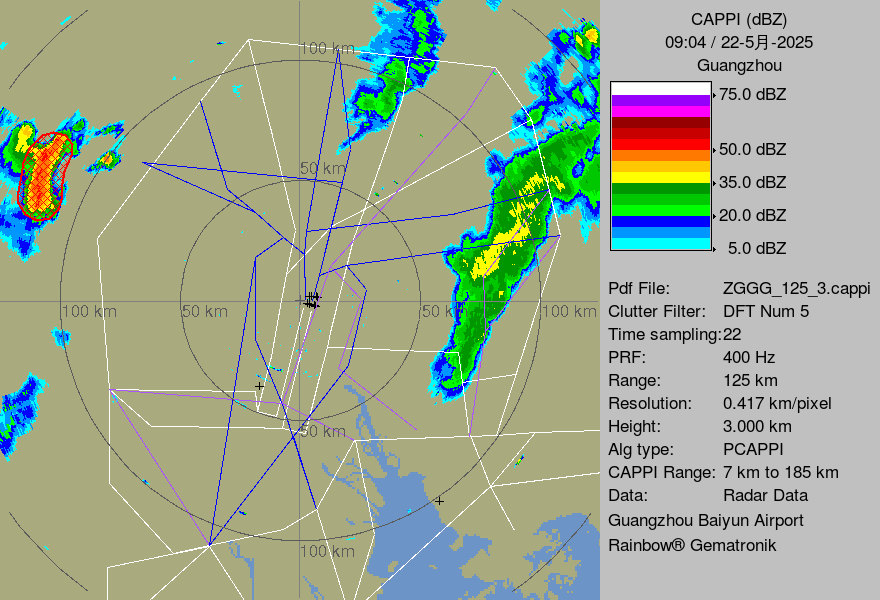 CAPPI (dBZ)
09:04 / 22-5月-2025
Guangzhou
75.0 dBZ
50.0 dBZ
35.0 dBZ
20.0 dBZ
5.0 dBZ
Pdf File: ZGGG_125_3.cappi
Clutter Filter: DFT Num 5
Time sampling:22
PRF: 400 Hz
Range: 125 km
Resolution: 0.417 km/pixel
Height: 3.000 km
Alg type: PCAPPI
CAPPI Range: 7 km to 185 km
Data: Radar Data
Guangzhou Baiyun Airport
Rainbow® Gematronik
100 km
50 km
100 km
50 km
50 km
100 km
50 km
100 km